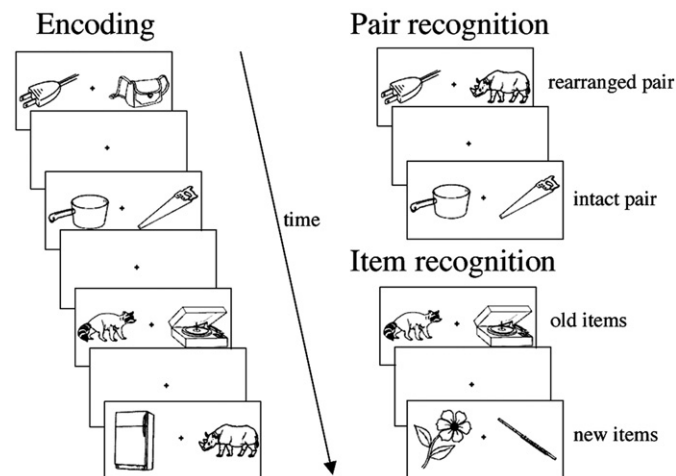 Encoding
time
Pair recognition
rearranged pair
intact pair
Item recognition
old items
new items